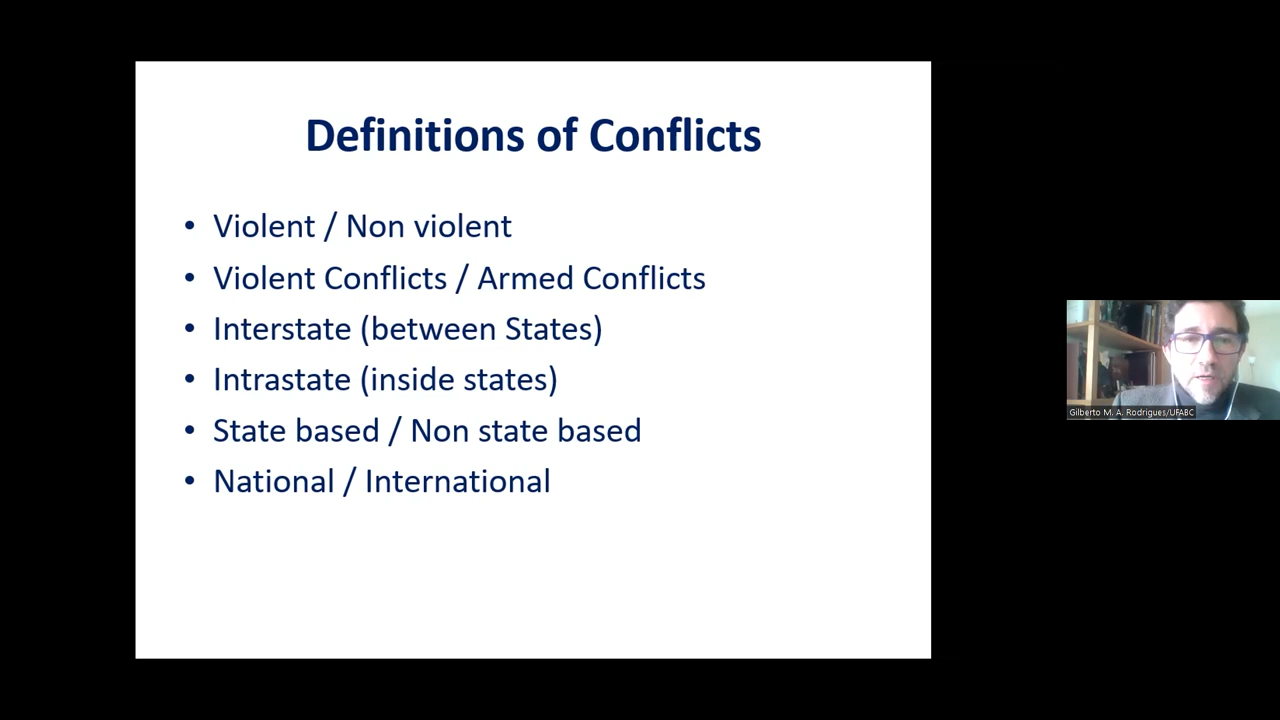 Definitions of Conflicts
• Violent / Non violent
• Violent Conflicts / Armed Conflicts
• Interstate (between States)
• Intrastate (inside states)
• State based / Non state based
• National / International
Gilberto M. A. Rodrigues/UFABC